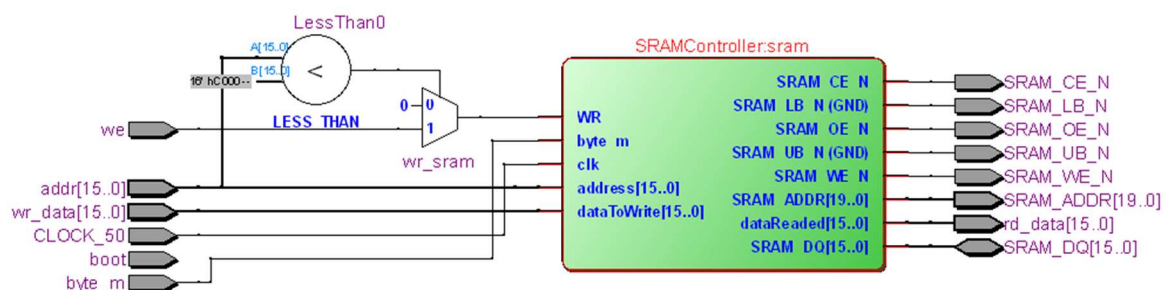 LessThan0
A[15..0]
B[15..0]
16' hC000--
<
LESS_THAN
0
0
1
wr_sram
we
addr[15..0]
wr_data[15..0]
CLOCK_50
boot
byte_m
SRAMController:sram
WR
byte_m
clk
address[15..0]
dataToWrite[15..0]
SRAM_CE_N
SRAM_LB_N (GND)
SRAM_OE_N
SRAM_UB_N (GND)
SRAM_WE_N
SRAM_ADDR[19..0]
dataReaded[15..0]
SRAM_DQ[15..0]
SRAM_CE_N
SRAM_LB_N
SRAM_OE_N
SRAM_UB_N
SRAM_WE_N
SRAM_ADDR[19..0]
rd_data[15..0]
SRAM_DQ[15..0]